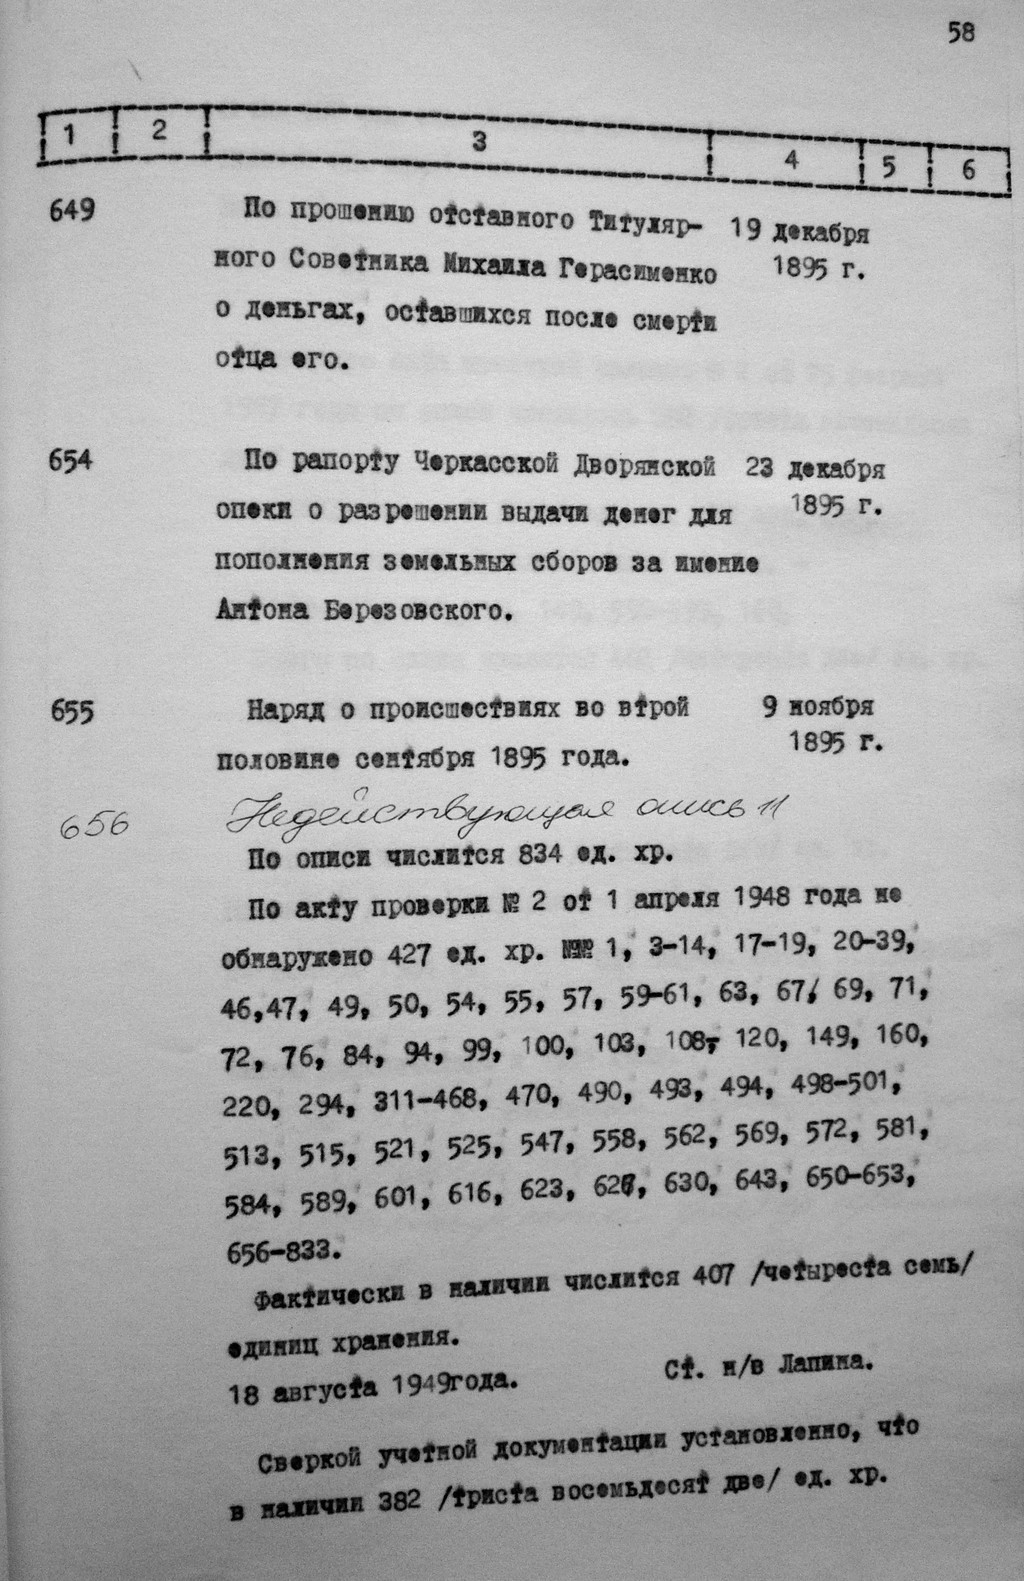 58
1 2 3 4 5 6
649 По прошению отставного Титуляр- 19 декабря
ного Советника Михаила Герасименко 1895 г.
о деньгах, оставшихся после смерти
отца его.
654 По рапорту Черкасской Дворянской 23 декабря
опеки о разрешении выдачи денег для 1895 г.
пополнения земельных сборов за имение
Антона Березовского.
655 Наряд о происшествиях во втрой 9 ноября
половине сентября 1895 года. 1895 г.
656 Недействующая опись 11
По описи числится 834 ед. хр.
По акту проверки № 2 от 1 апреля 1948 года не
обнаружено 427 ед. хр. №№ 1, 3-14, 17-19, 20-39,
46,47, 49, 50, 54, 55, 57, 59-61, 63, 67, 69, 71,
72, 76, 84, 94, 99, 100, 103, 108, 120, 149, 160,
220, 294, 311-468, 470, 490, 493, 494, 498-501,
513, 515, 521, 525, 547, 558, 562, 569, 572, 581,
584, 589, 601, 616, 623, 630, 643, 650-653,
656-833.
Фактически в наличии числится 407 /четыреста семь/
единиц хранения.
18 августа 1949года. Ст. н/в Лапина.
Сверкой учетной документации установленно, что
в наличии 382 /триста восемьдесят две/ ед. хр.